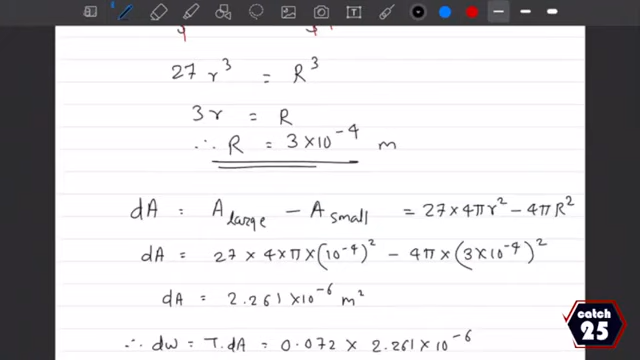 27 r³ = R³
3r = R
∴ R = 3×10⁻⁴ m
dA = A large − A small = 27×4πr² − 4πR²
dA = 27 × 4×π×(10⁻⁴)² − 4π×(3×10⁻⁴)²
dA = 2.261×10⁻⁶ m²
catch
25
∴ dw = T.dA = 0.072 × 2.261×10⁻⁶